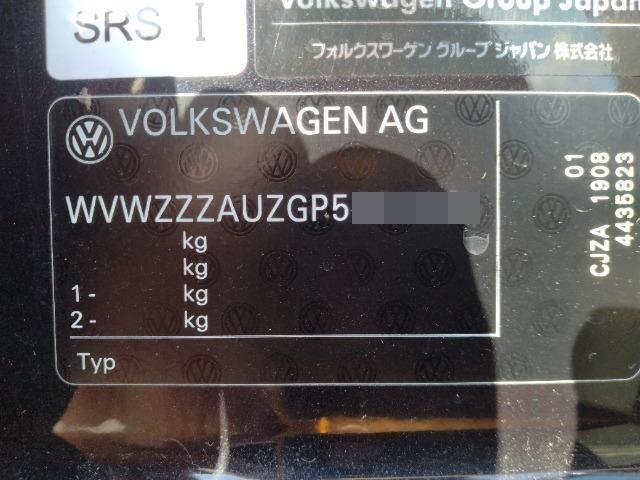 SRS I
Volkswagen Group Japan
フォルクスワーゲン グループ ジャパン 株式会社
VOLKSWAGEN AG
WVWZZZAUZGP5
kg
kg
1- kg
2- kg
Typ
01
CJZA 1908
4435823